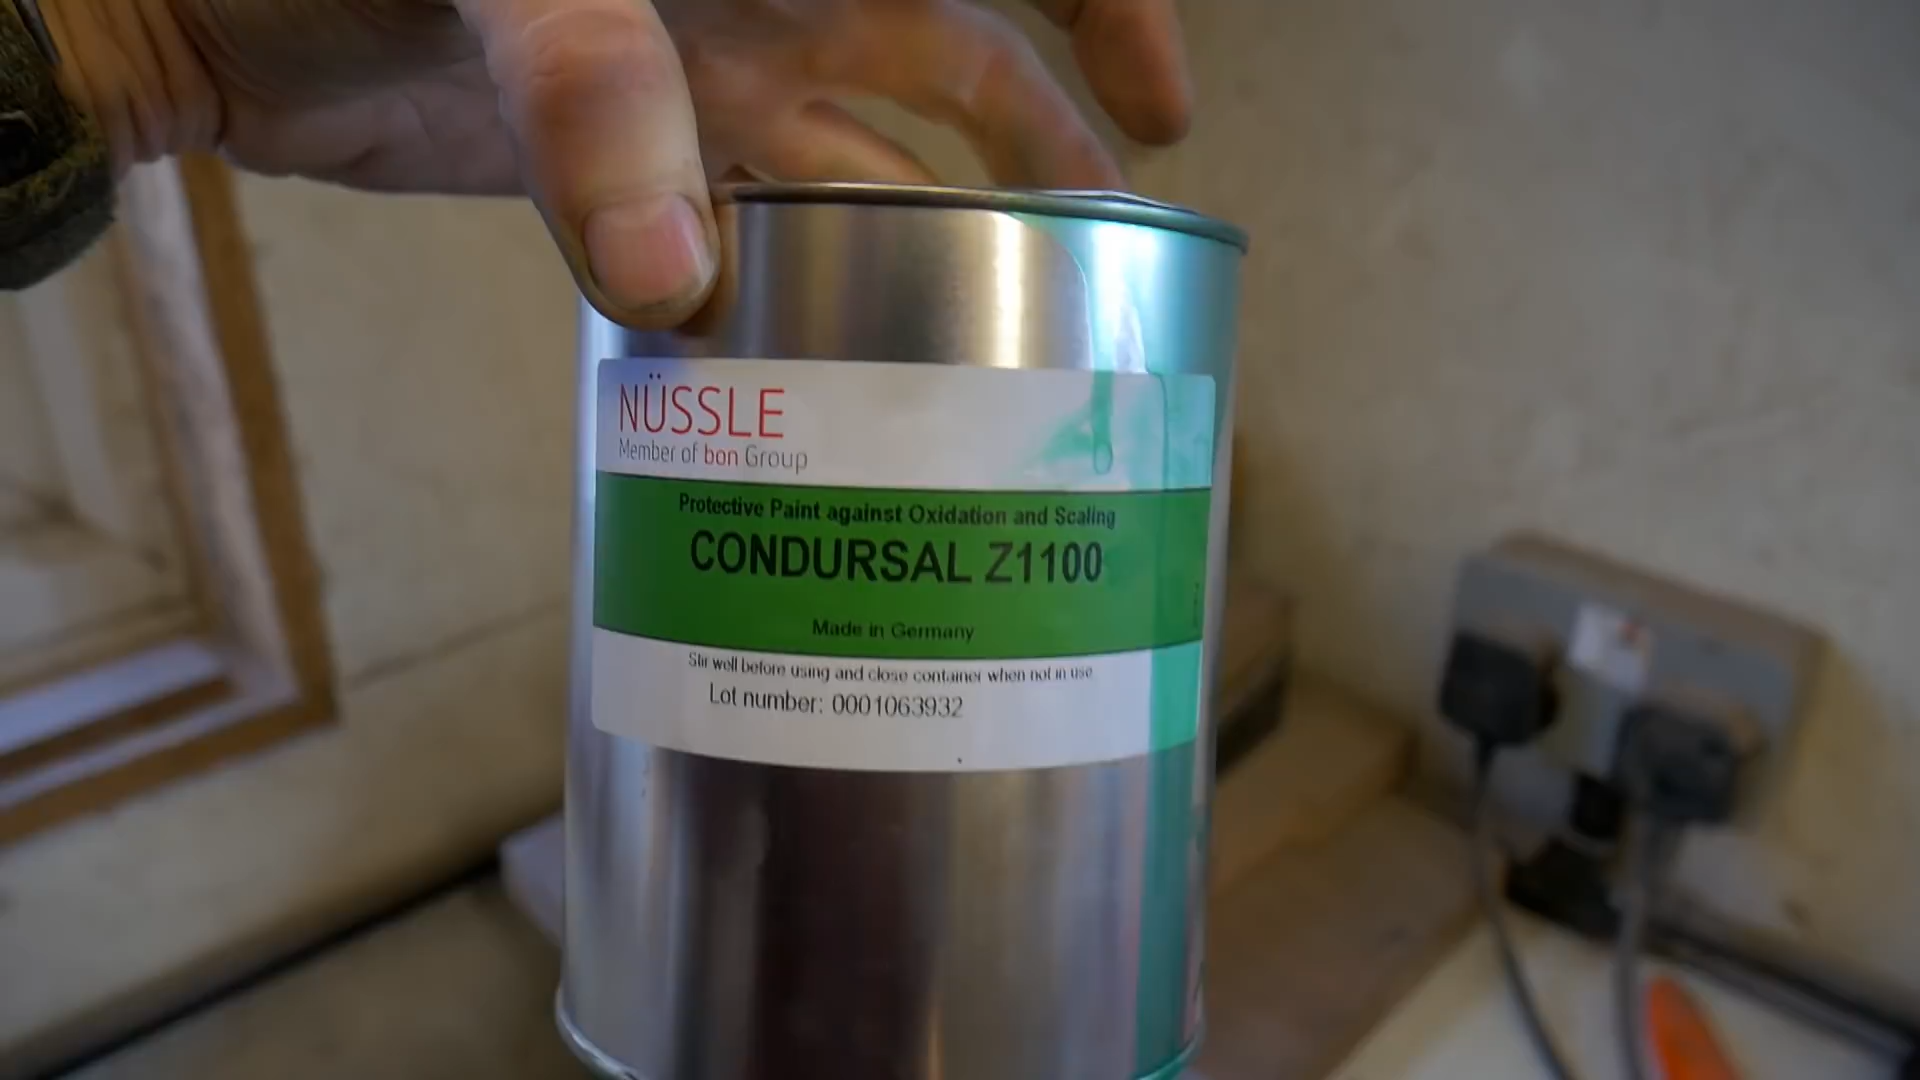 NÜSSLE
Member of bon Group
Protective Paint against Oxidation and Scaling
CONDURSAL Z1100
Made in Germany
Stir well before using and close container when not in use
Lot number: 0001063932